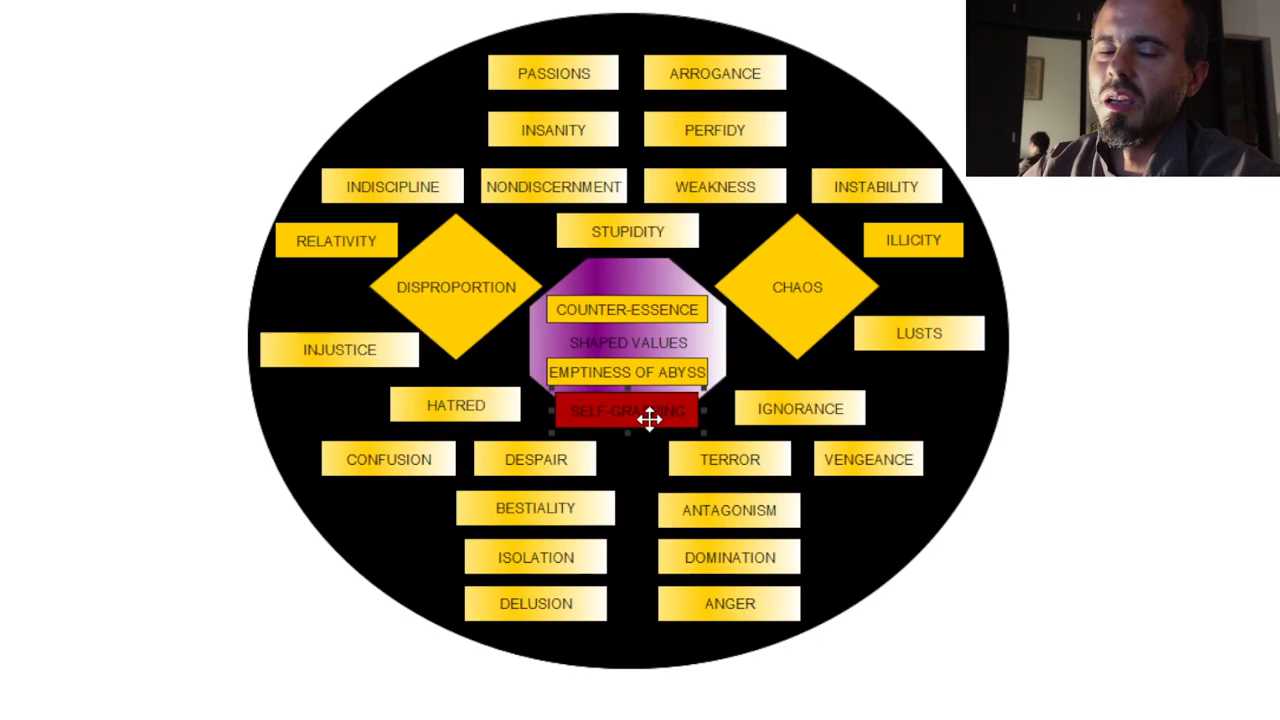 PASSIONS
ARROGANCE
INSANITY
PERFIDY
INDISCIPLINE
NONDISCERNMENT
WEAKNESS
INSTABILITY
STUPIDITY
RELATIVITY
ILLICITY
DISPROPORTION
CHAOS
COUNTER-ESSENCE
SHAPED VALUES
LUSTS
INJUSTICE
EMPTINESS OF ABYSS
HATRED
IGNORANCE
CONFUSION
DESPAIR
TERROR
VENGEANCE
BESTIALITY
ANTAGONISM
ISOLATION
DOMINATION
DELUSION
ANGER